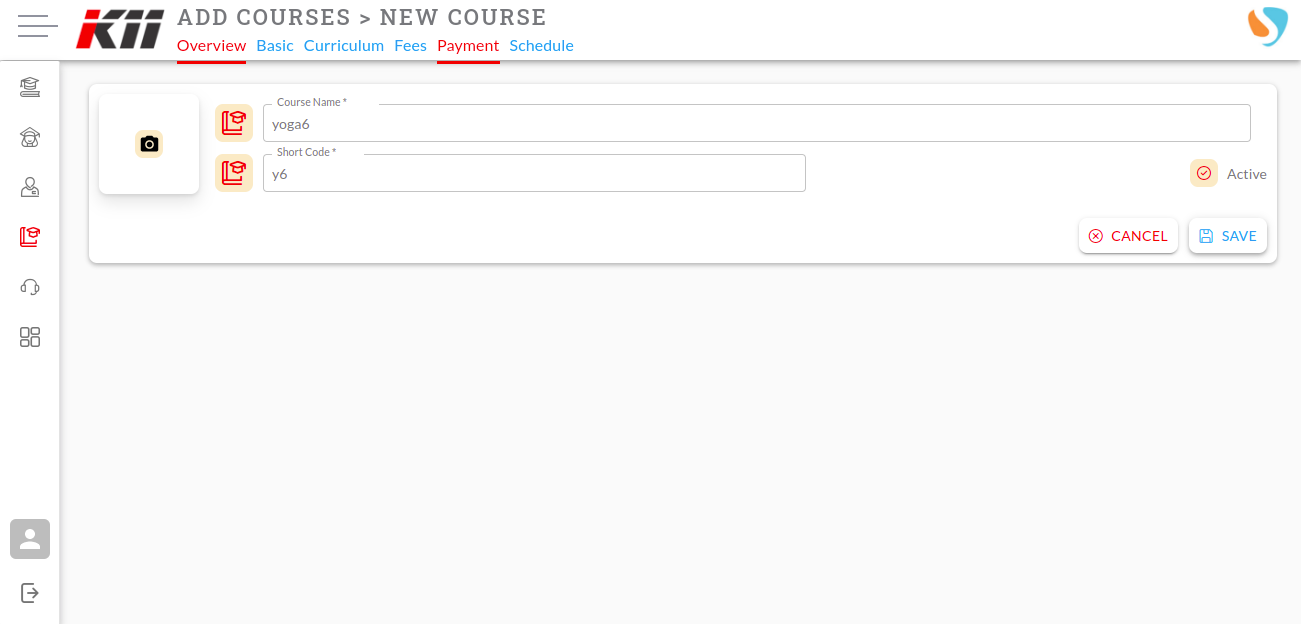 KII
ADD COURSES > NEW COURSE
Overview Basic Curriculum Fees Payment Schedule
Course Name *
yoga6
Short Code *
y6
Active
CANCEL SAVE